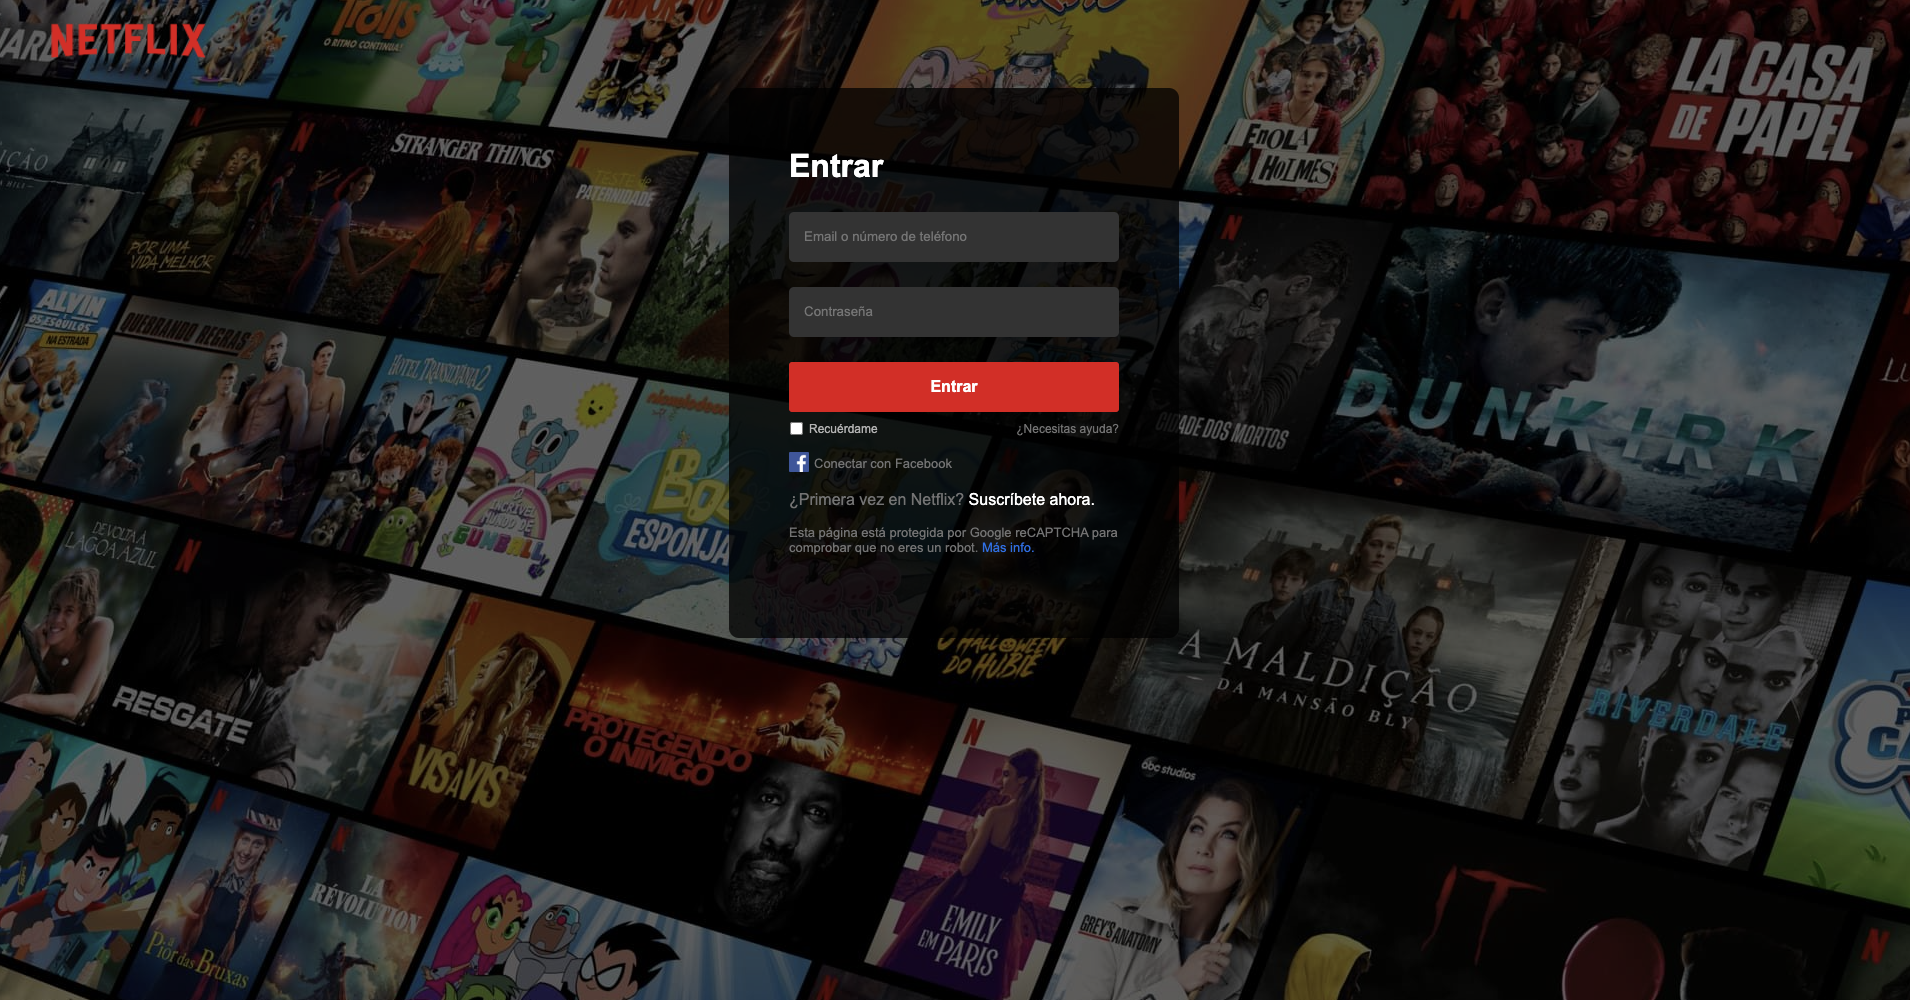 NETFLIX
Trolls
O RITMO CONTINUA!
LA CASA
DE PAPEL
ENOLA
HOLMES
STRANGER THINGS
TESTE DE
PATERNIDADE
POR UMA
VIDA MELHOR
Entrar
Email o número de teléfono
Contraseña
Entrar
Recuérdame
¿Necesitas ayuda?
Conectar con Facebook
¿Primera vez en Netflix? Suscríbete ahora.
Esta página está protegida por Google reCAPTCHA para
comprobar que no eres un robot. Más info.
ALVIN
E OS ESQUILOS
NA ESTRADA
QUEBRANDO REGRAS 2
HOTEL TRANSILVANIA 2
INCRÍVEL
MUNDO DE
GUMBALL
nickelodeon
BOB
ESPONJA
CIDADE DOS MORTOS
DUNKIRK
DE VOLTA À
LAGOA AZUL
RESGATE
VIS A VIS
PROTEGENDO
O INIMIGO
O HALLOWEEN
DO HUBIE
A MALDIÇÃO
DA MANSÃO BLY
RIVERDALE
a
Pior das Bruxas
LA
RÉVOLUTION
EMILY
EM PARIS
abc studios
GREY'S ANATOMY
IT